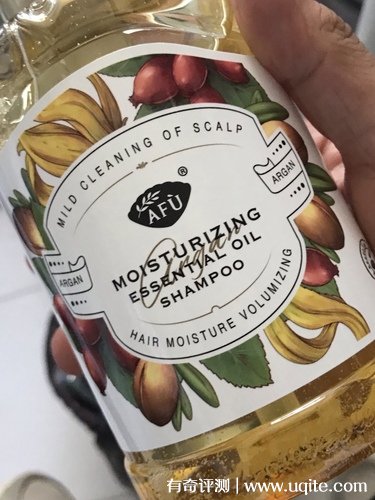 MILD CLEANING OF SCALP
AFU
®
ARGAN
ARGAN
Argan
MOISTURIZING
ESSENTIAL OIL
SHAMPOO
HAIR MOISTURE VOLUMIZING
有奇评测 | www.uqite.com